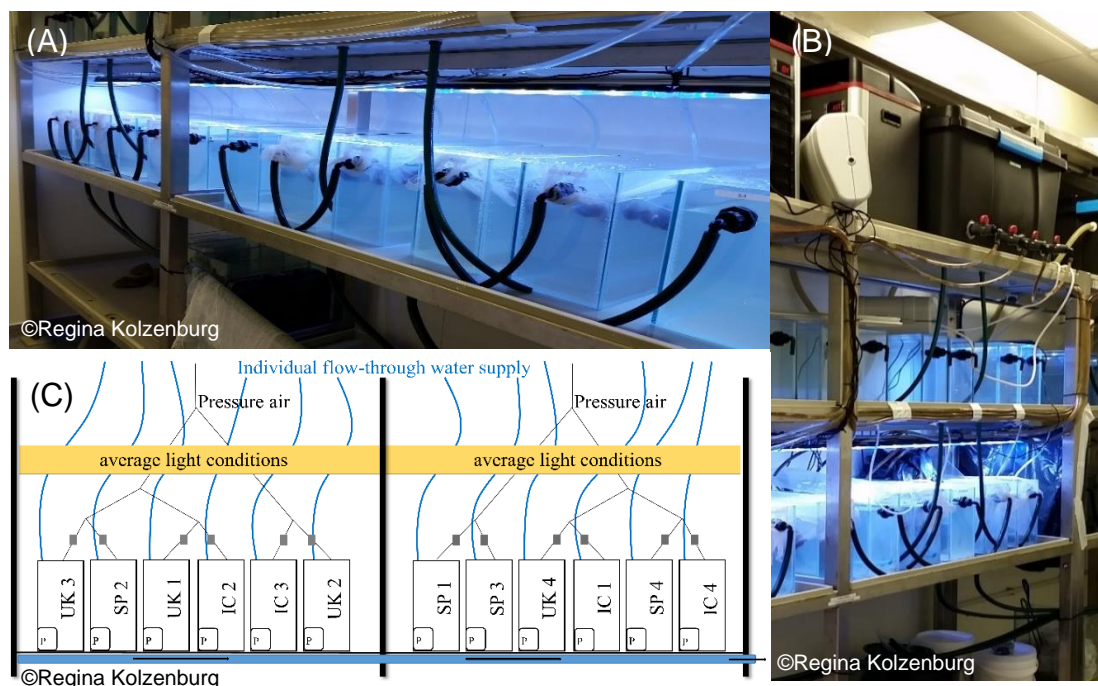 (A)
©Regina Kolzenburg
(B)
©Regina Kolzenburg
(C)
Individual flow-through water supply
Pressure air
Pressure air
average light conditions
average light conditions
UK 3
SP 2
UK 1
IC 2
IC 3
UK 2
SP 1
SP 3
UK 4
IC 1
SP 4
IC 4
P
P
P
P
P
P
P
P
P
P
P
P
©Regina Kolzenburg